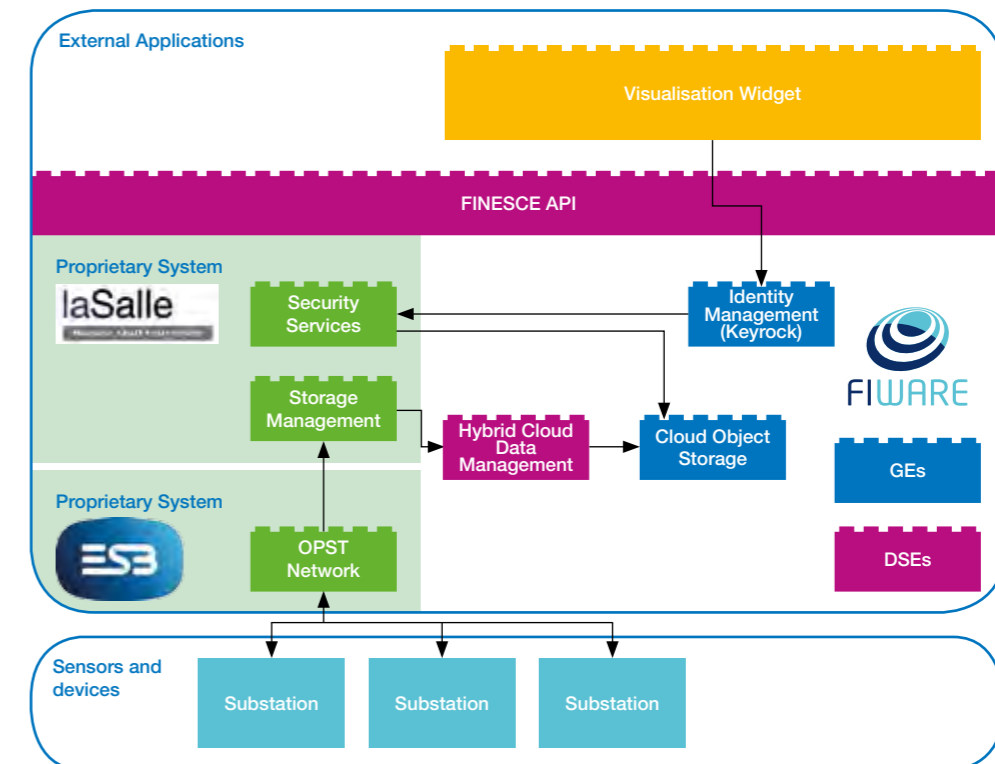 External Applications
Visualisation Widget
FINESCE API
Proprietary System
laSalle
Security
Services
Identity
Management
(Keyrock)
FIWARE
Storage
Management
Hybrid Cloud
Data
Management
Cloud Object
Storage
GEs
Proprietary System
ESB
OPST
Network
DSEs
Sensors and
devices
Substation
Substation
Substation